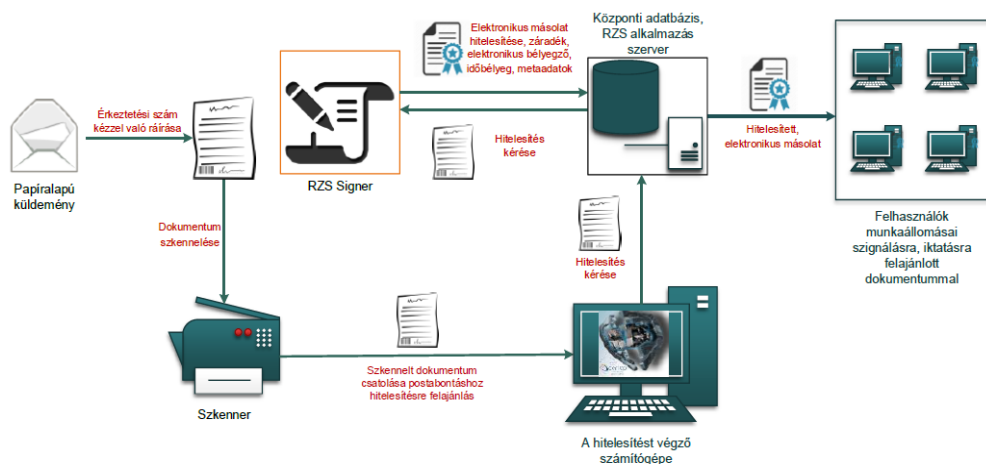 Elektronikus másolat
hitelesítése, záradék,
elektronikus bélyegző,
időbélyeg, metaadatok
Központi adatbázis,
RZS alkalmazás
szerver
Érkeztetési szám
kézzel való ráírása
Hitelesítés
kérése
Hitelesített,
elektronikus másolat
Papíralapú
küldemény
RZS Signer
Felhasználók
munkaállomásai
szignálásra, iktatásra
felajánlott
dokumentummal
Dokumentum
szkennelése
Hitelesítés
kérése
Szkennelt dokumentum
csatolása postabontáshoz
hitelesítésre felajánlás
Szkenner
A hitelesítést végző
számítógépe